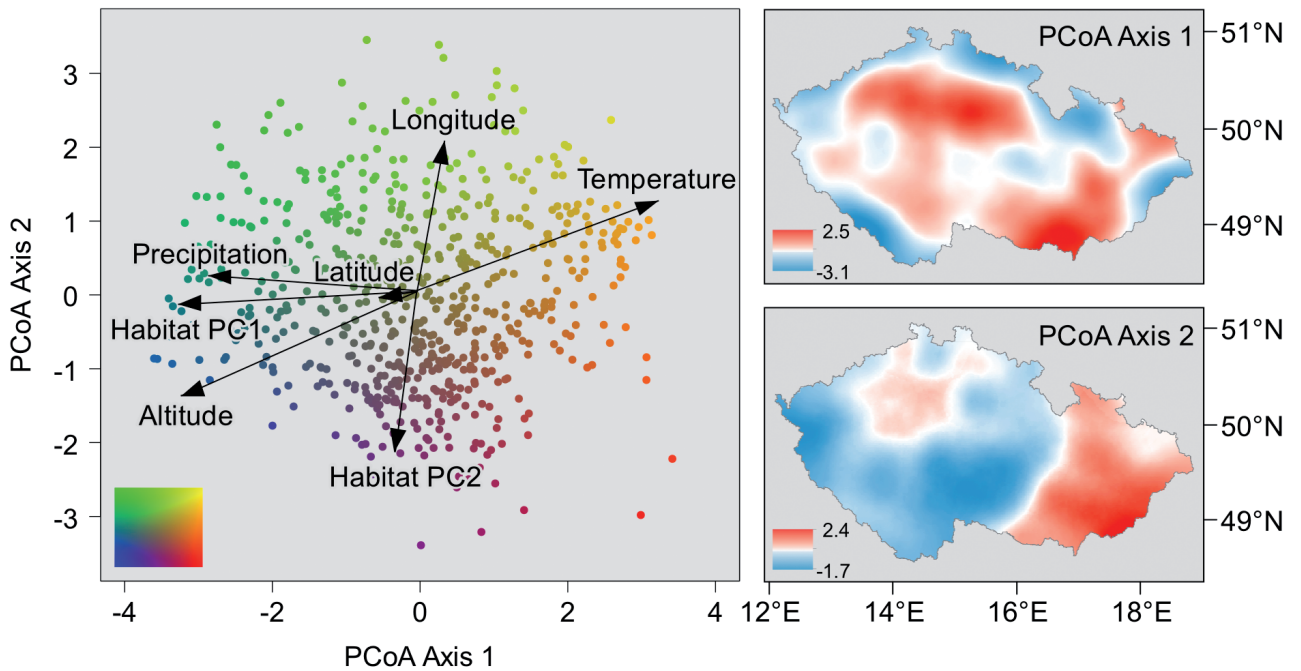 PCoA Axis 2
3
2
1
0
-1
-2
-3
Longitude
Temperature
Precipitation
Latitude
Habitat PC1
Altitude
Habitat PC2
-4
-2
0
2
4
PCoA Axis 1
PCoA Axis 1
2.5
-3.1
51°N
50°N
49°N
PCoA Axis 2
2.4
-1.7
51°N
50°N
49°N
12°E
14°E
16°E
18°E